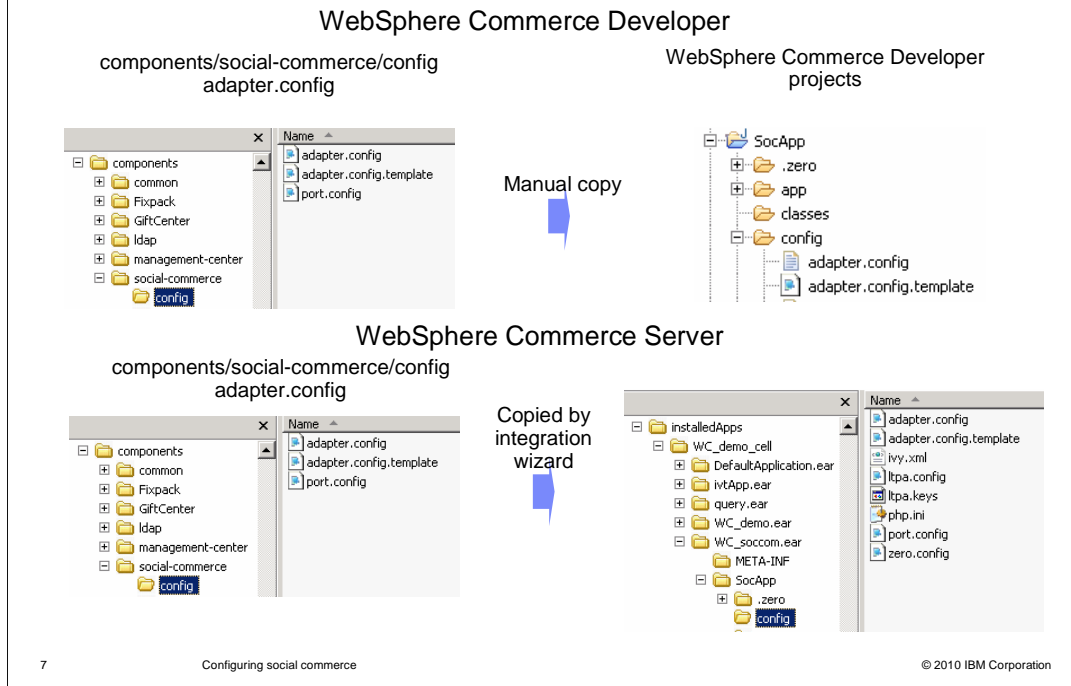 WebSphere Commerce Developer
components/social-commerce/config
adapter.config
WebSphere Commerce Developer
projects
Name
components
common
Fixpack
GiftCenter
ldap
management-center
social-commerce
config
adapter.config
adapter.config.template
port.config
Manual copy
SocApp
.zero
app
classes
config
adapter.config
adapter.config.template
WebSphere Commerce Server
components/social-commerce/config
adapter.config
Name
components
common
Fixpack
GiftCenter
ldap
management-center
social-commerce
config
adapter.config
adapter.config.template
port.config
Copied by
integration
wizard
Name
installedApps
WC_demo_cell
DefaultApplication.ear
ivtApp.ear
query.ear
WC_demo.ear
WC_soccom.ear
META-INF
SocApp
.zero
config
adapter.config
adapter.config.template
ivy.xml
ltpa.config
ltpa.keys
php.ini
port.config
zero.config
7
Configuring social commerce
© 2010 IBM Corporation